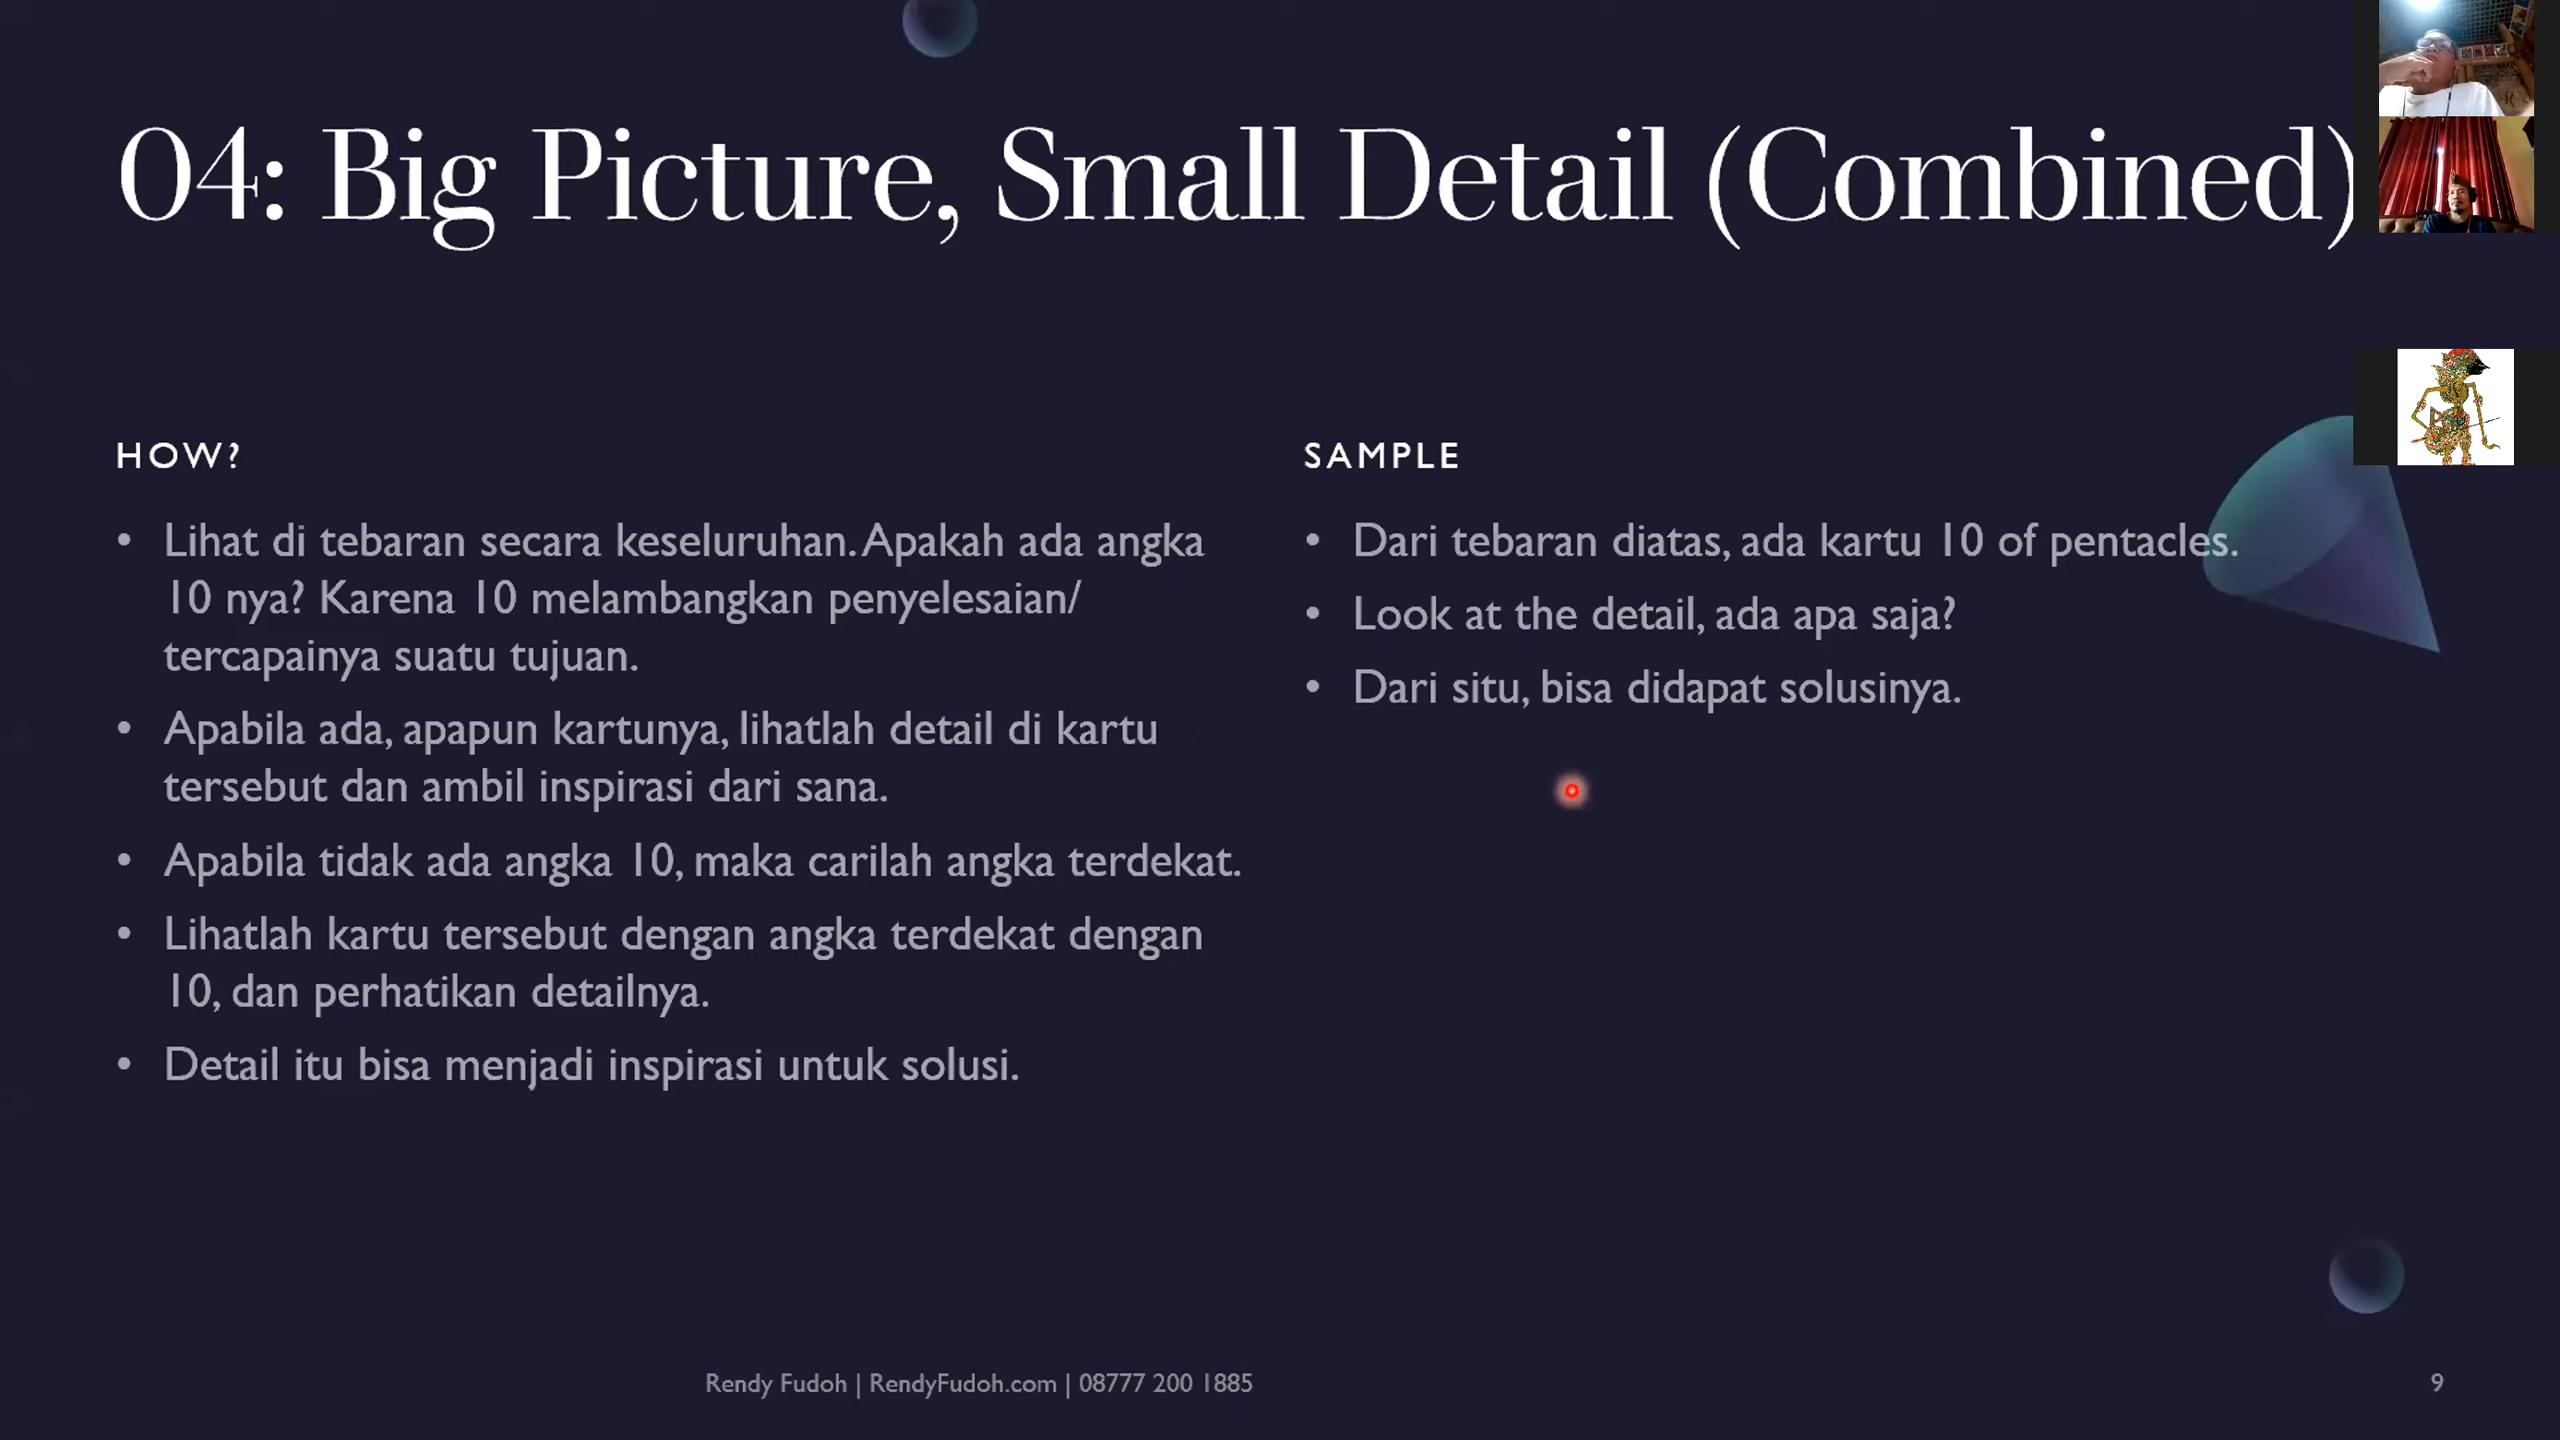 04: Big Picture, Small Detail (Combined)
HOW?
• Lihat di tebaran secara keseluruhan. Apakah ada angka
10 nya? Karena 10 melambangkan penyelesaian/
tercapainya suatu tujuan.
• Apabila ada, apapun kartunya, lihatlah detail di kartu
tersebut dan ambil inspirasi dari sana.
• Apabila tidak ada angka 10, maka carilah angka terdekat.
• Lihatlah kartu tersebut dengan angka terdekat dengan
10, dan perhatikan detailnya.
• Detail itu bisa menjadi inspirasi untuk solusi.
SAMPLE
• Dari tebaran diatas, ada kartu 10 of pentacles.
• Look at the detail, ada apa saja?
• Dari situ, bisa didapat solusinya.
Rendy Fudoh | RendyFudoh.com | 08777 200 1885
9